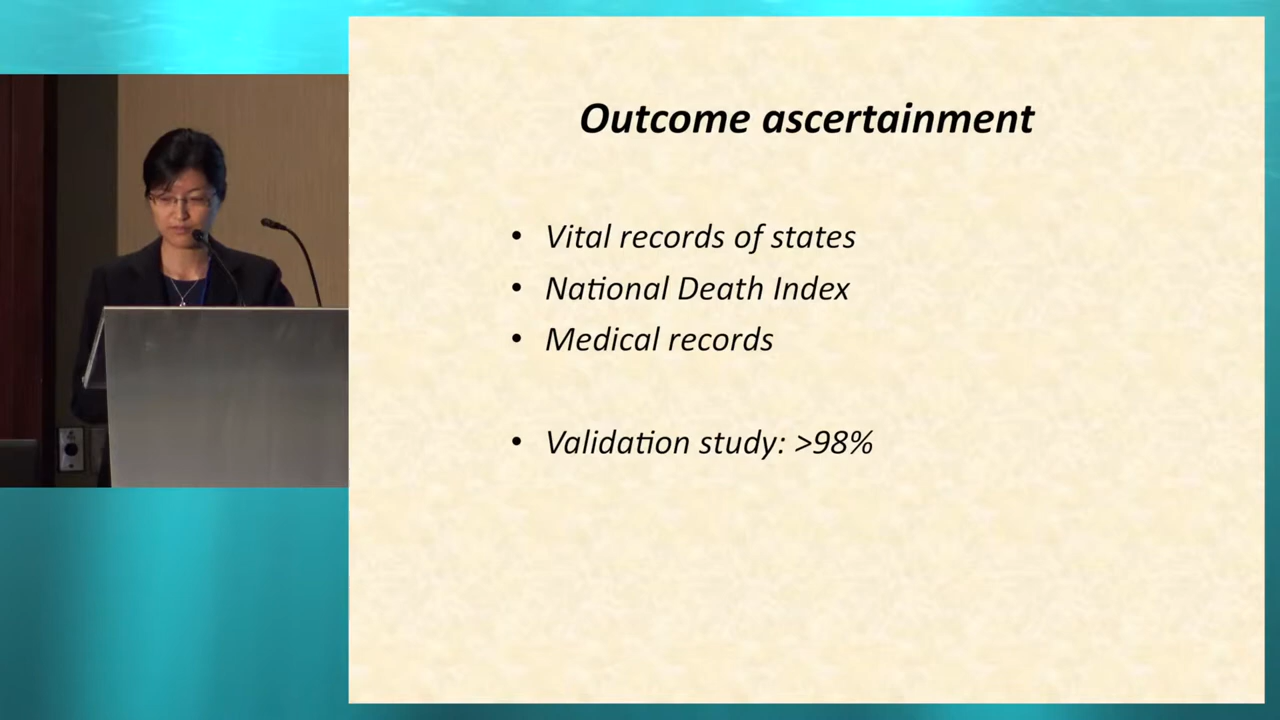 Outcome ascertainment
• Vital records of states
• National Death Index
• Medical records
• Validation study: >98%